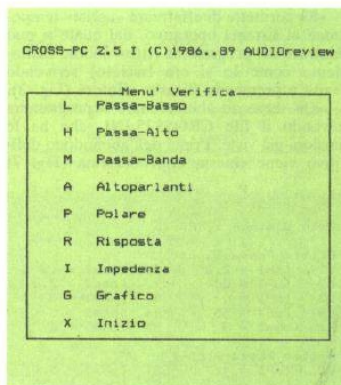 CROSS-PC 2.5 I (C)1986..89 AUDIOreview
Menu' Verifica
L Passa-Basso
H Passa-Alto
M Passa-Banda
A Altoparlanti
P Polare
R Risposta
I Impedenza
G Grafico
X Inizio